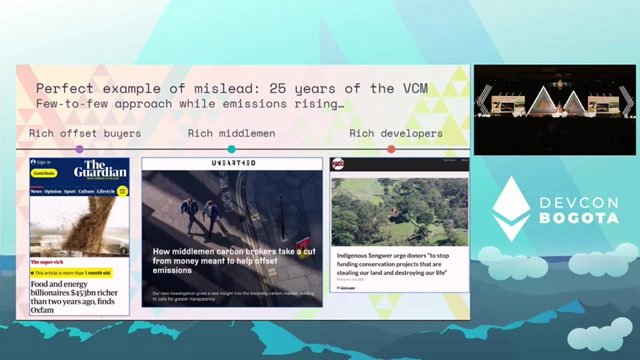 Perfect example of mislead: 25 years of the VCM
Few-to-few approach while emissions rising…
Rich offset buyers
Rich middlemen
Rich developers
Sign in
Contribute
The
Guardian
News Opinion Sport Culture Lifestyle
The super-rich
This article is more than 1 month old
Food and energy
billionaires $453bn richer
than two years ago, finds
Oxfam
UNEARTHED
How middlemen carbon brokers take a cut
from money meant to help offset
emissions
Our new investigation gives a new insight into the booming carbon market, leading
to calls for greater transparency
Indigenous Sengwer urge donors "to stop
funding conservation projects that are
stealing our land and destroying our life"
DEVCON
BOGOTA